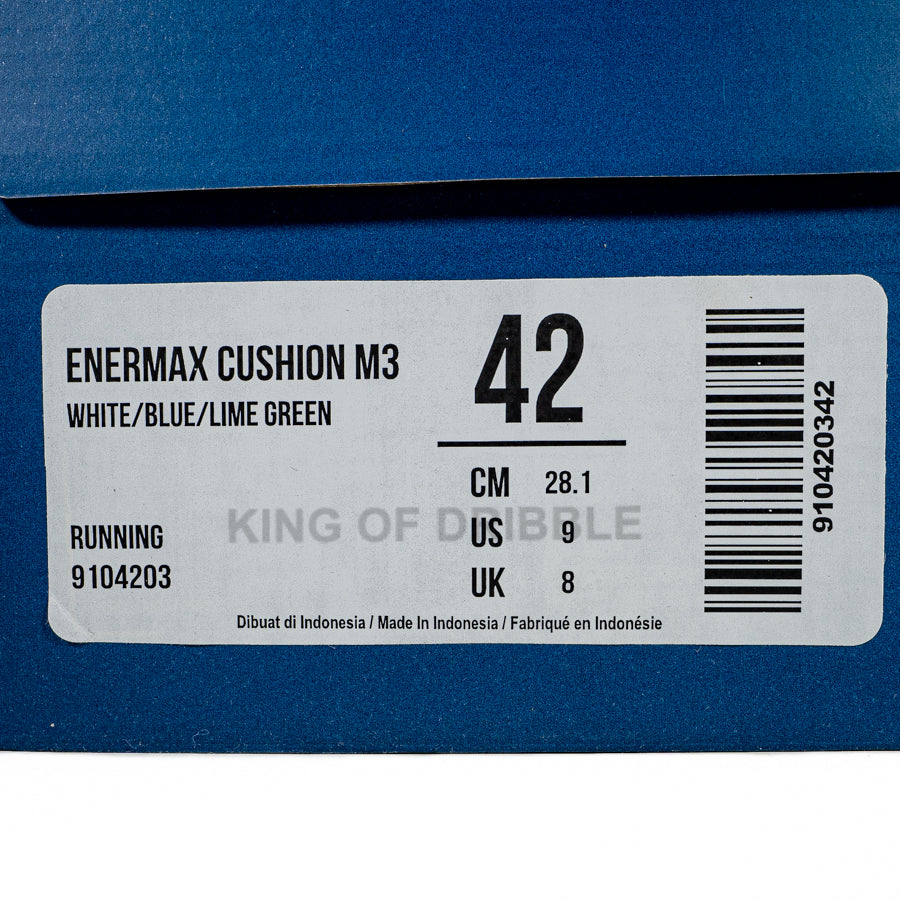 ENERMAX CUSHION M3
WHITE/BLUE/LIME GREEN
RUNNING
9104203
42
CM 28.1
US 9
UK 8
KING OF DRIBBLE
Dibuat di Indonesia / Made In Indonesia / Fabriqué en Indonésie
910420342